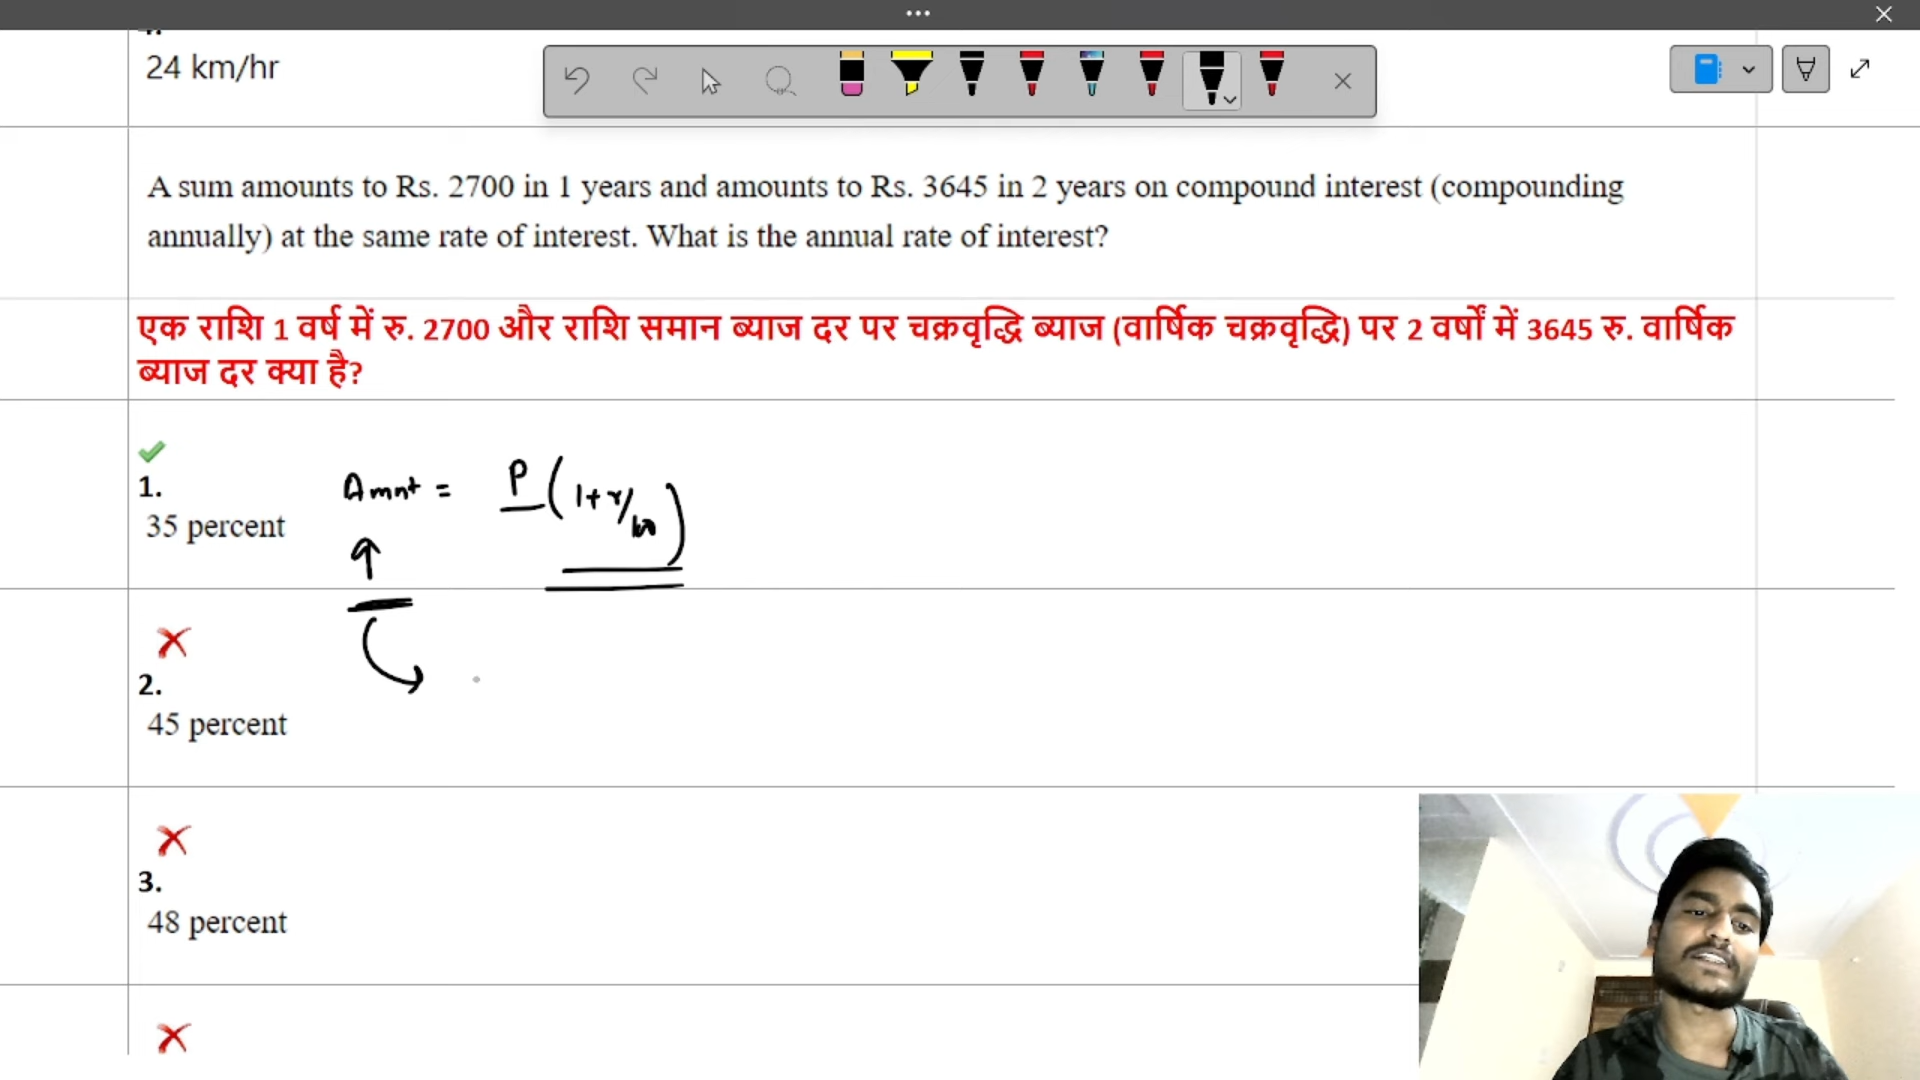 24 km/hr
A sum amounts to Rs. 2700 in 1 years and amounts to Rs. 3645 in 2 years on compound interest (compounding
annually) at the same rate of interest. What is the annual rate of interest?
एक राशि 1 वर्ष में रु. 2700 और राशि समान ब्याज दर पर चक्रवृद्धि ब्याज (वार्षिक चक्रवृद्धि) पर 2 वर्षों में 3645 रु. वार्षिक
ब्याज दर क्या है?
1.
35 percent
Amnt = P(1+r/100)
2.
45 percent
3.
48 percent